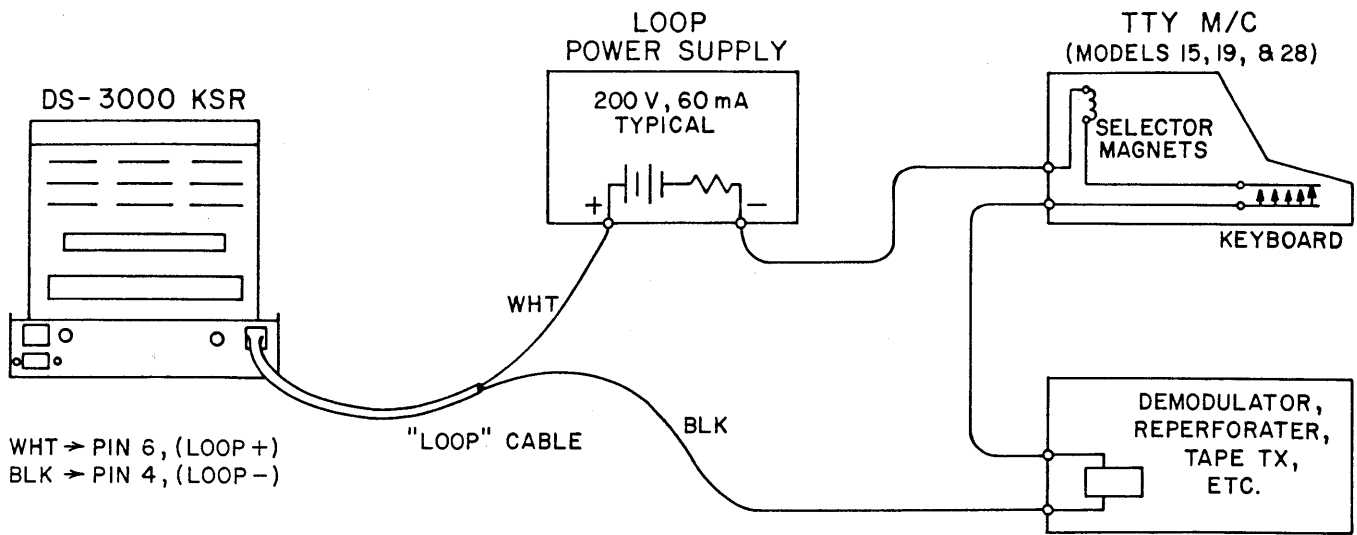 DS-3000 KSR
LOOP
POWER SUPPLY
200 V, 60 mA
TYPICAL
+ −
TTY M/C
(MODELS 15, 19, & 28)
SELECTOR
MAGNETS
KEYBOARD
WHT
BLK
"LOOP" CABLE
WHT → PIN 6, (LOOP+)
BLK → PIN 4, (LOOP−)
DEMODULATOR,
REPERFORATER,
TAPE TX,
ETC.